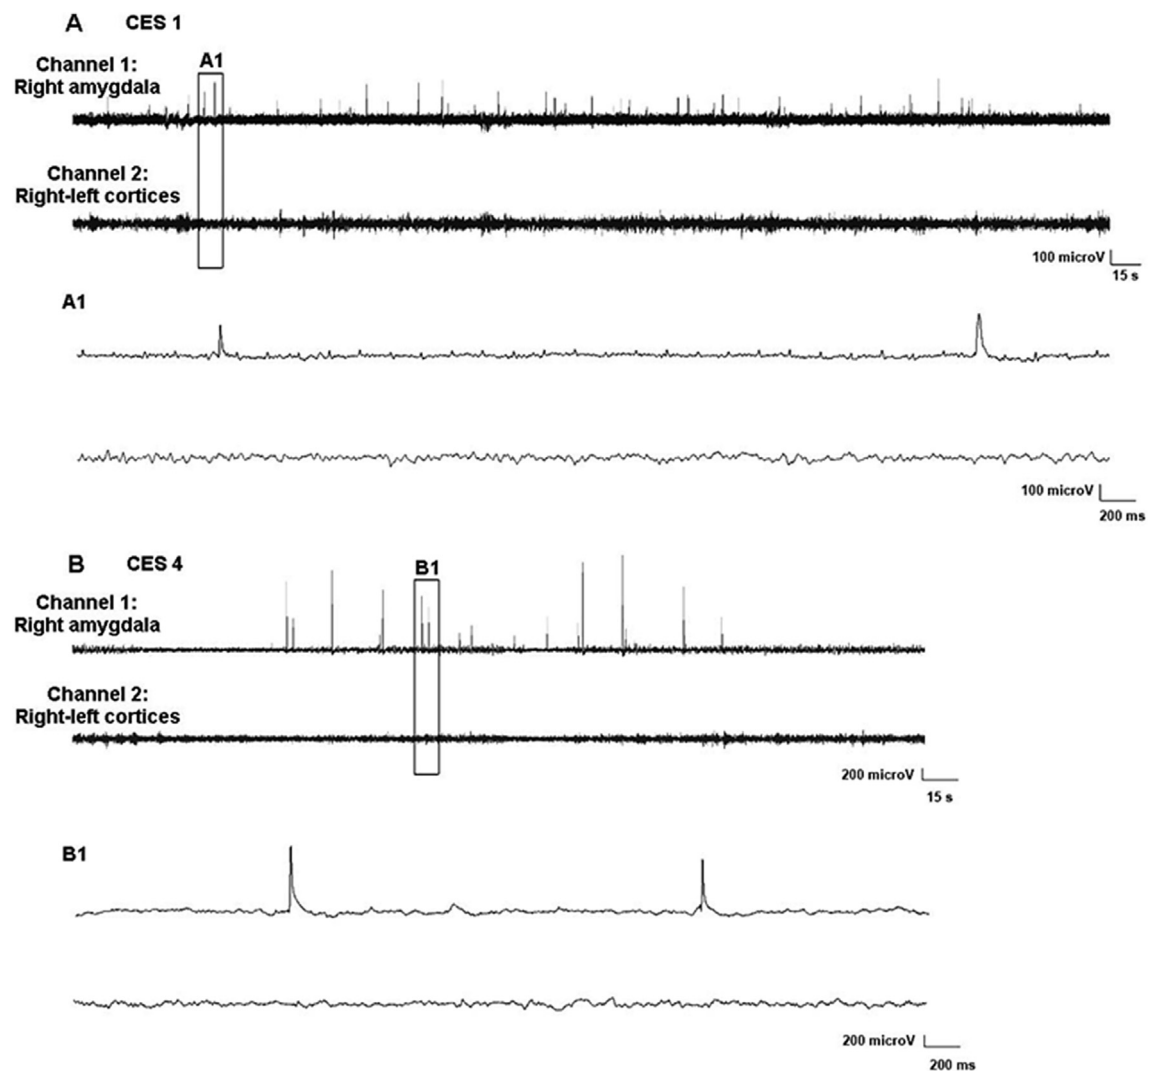 A CES 1
Channel 1:
Right amygdala
A1
Channel 2:
Right-left cortices
100 microV
15 s
A1
100 microV
200 ms
B CES 4
Channel 1:
Right amygdala
B1
Channel 2:
Right-left cortices
200 microV
15 s
B1
200 microV
200 ms